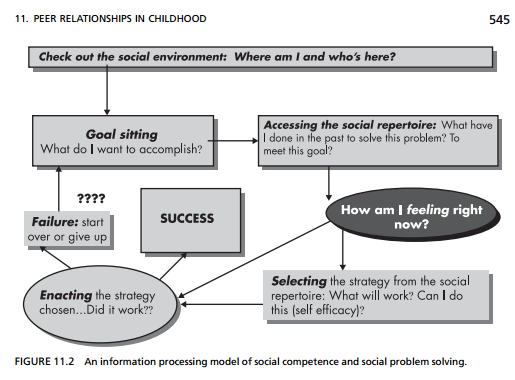 11. PEER RELATIONSHIPS IN CHILDHOOD
545
Check out the social environment: Where am I and who's here?
Goal sitting
What do I want to accomplish?
Accessing the social repertoire: What have
I done in the past to solve this problem? To
meet this goal?
????
Failure: start
over or give up
SUCCESS
How am I feeling right
now?
Enacting the strategy
chosen...Did it work??
Selecting the strategy from the social
repertoire: What will work? Can I do
this (self efficacy)?
FIGURE 11.2 An information processing model of social competence and social problem solving.